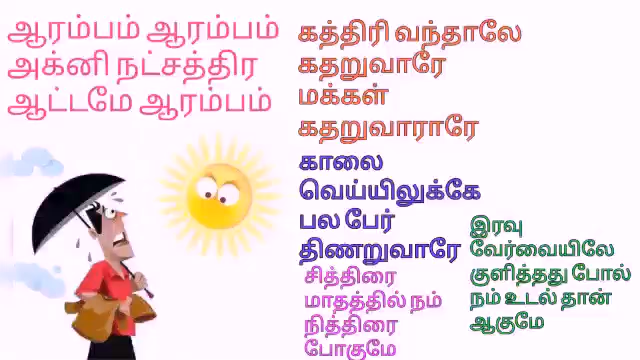 ஆரம்பம் ஆரம்பம்
அக்னி நட்சத்திர
ஆட்டமே ஆரம்பம்
கத்திரி வந்தாலே
கதறுவாரே
மக்கள்
கதறுவாராரே
காலை
வெய்யிலுக்கே
பல பேர்
திணறுவாரே
சித்திரை
மாதத்தில் நம்
நித்திரை
போகுமே
இரவு
வேர்வையிலே
குளித்தது போல்
நம் உடல் தான்
ஆகுமே